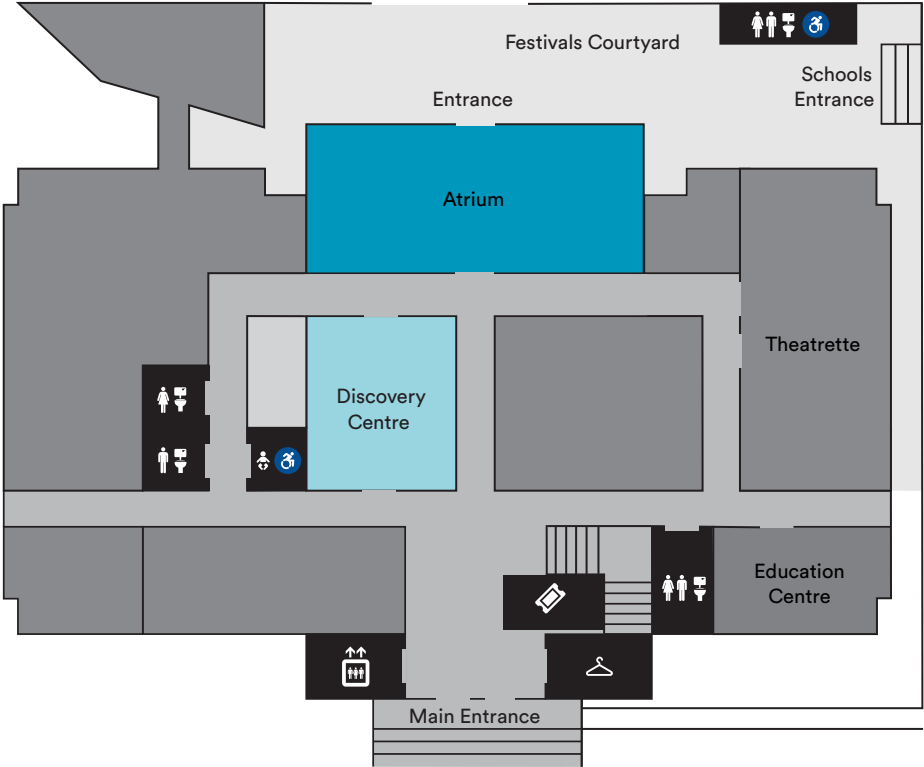 Festivals Courtyard
Schools
Entrance
Entrance
Atrium
Theatrette
Discovery
Centre
Education
Centre
Main Entrance